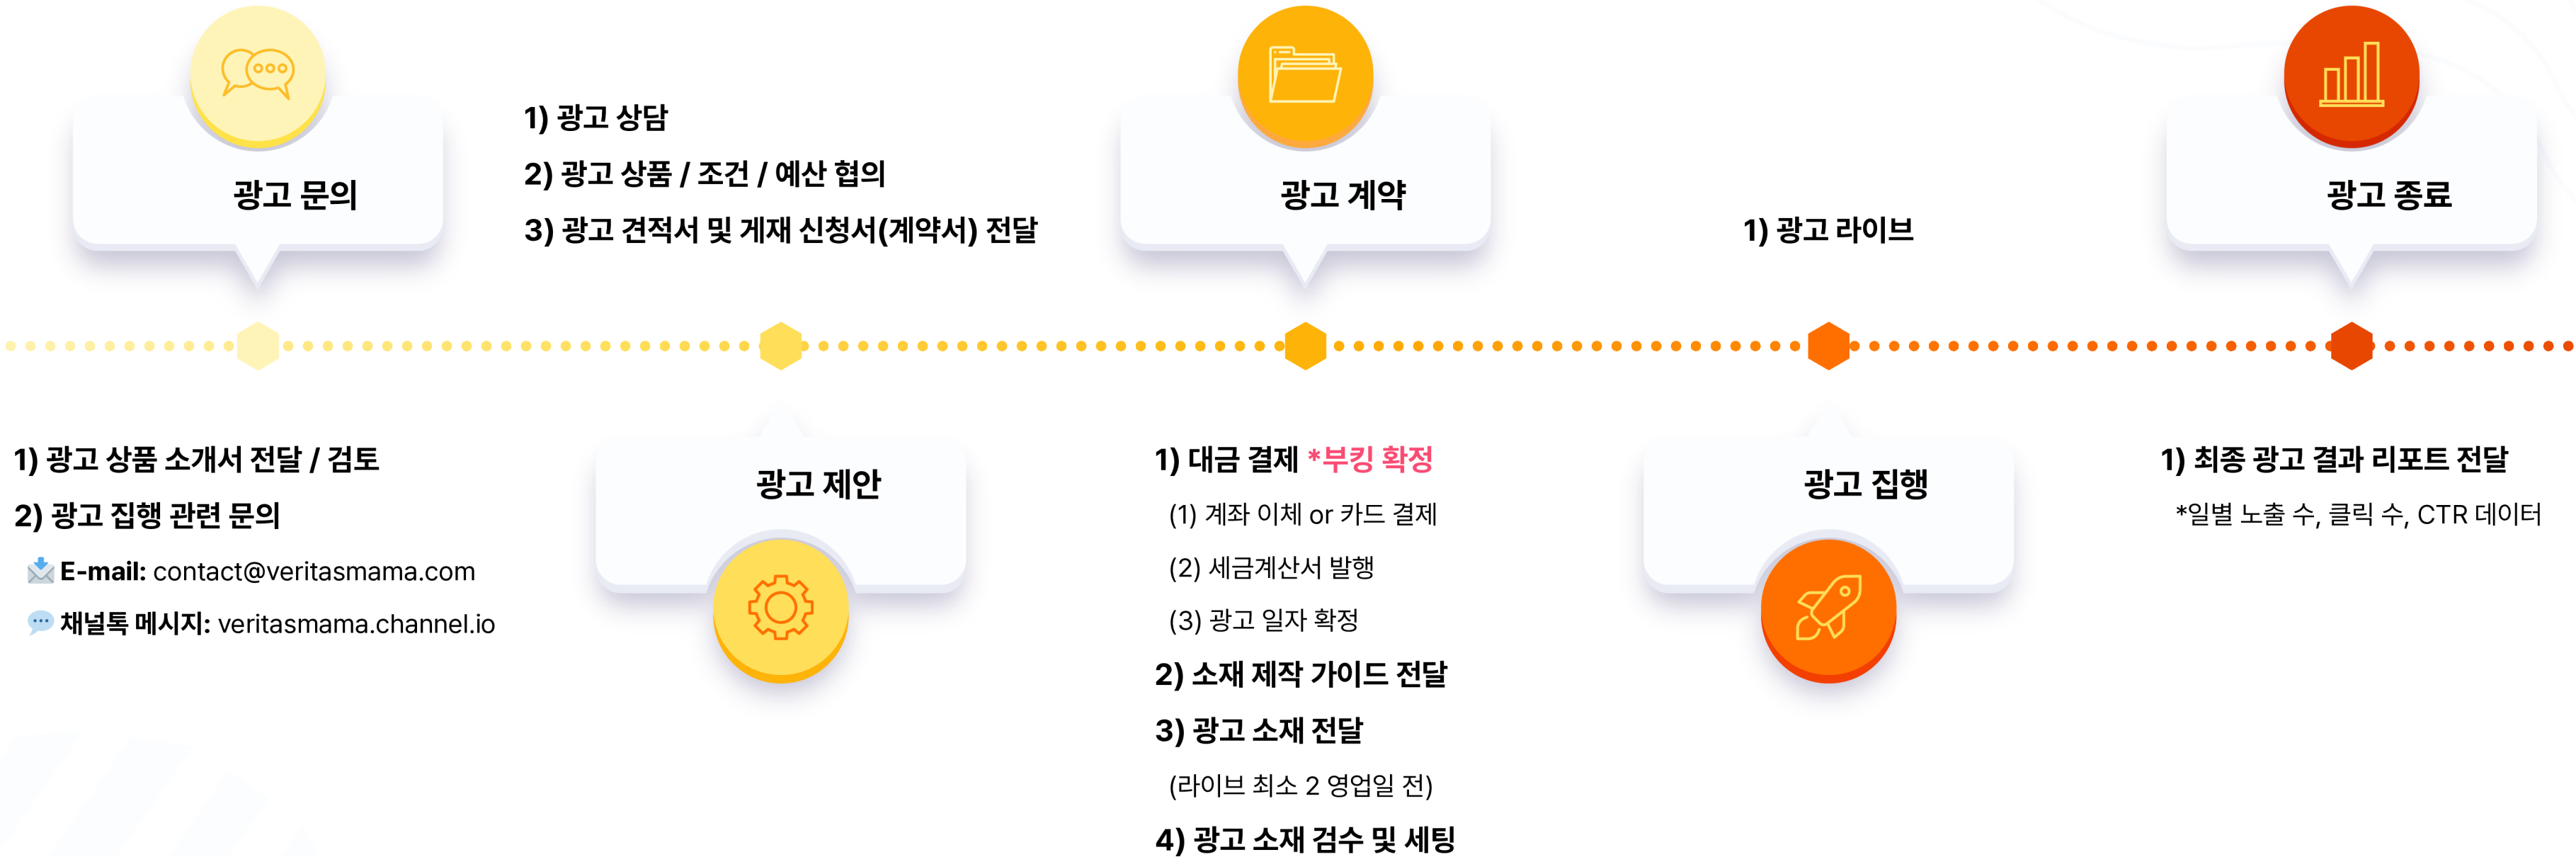 광고 문의
1) 광고 상품 소개서 전달 / 검토
2) 광고 집행 관련 문의
E-mail: contact@veritasmama.com
채널톡 메시지: veritasmama.channel.io
1) 광고 상담
2) 광고 상품 / 조건 / 예산 협의
3) 광고 견적서 및 게재 신청서(계약서) 전달
광고 제안
광고 계약
1) 대금 결제 *부킹 확정
(1) 계좌 이체 or 카드 결제
(2) 세금계산서 발행
(3) 광고 일자 확정
2) 소재 제작 가이드 전달
3) 광고 소재 전달
(라이브 최소 2 영업일 전)
4) 광고 소재 검수 및 세팅
1) 광고 라이브
광고 집행
광고 종료
1) 최종 광고 결과 리포트 전달
*일별 노출 수, 클릭 수, CTR 데이터